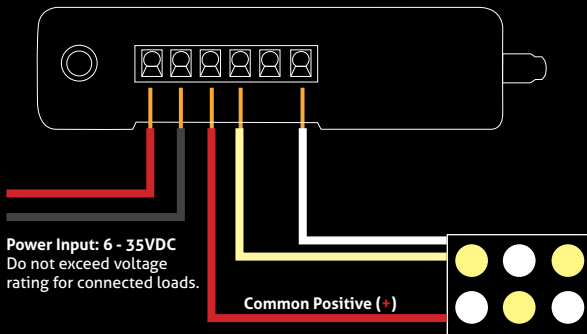 Power Input: 6 - 35VDC
Do not exceed voltage
rating for connected loads.
Common Positive (+)